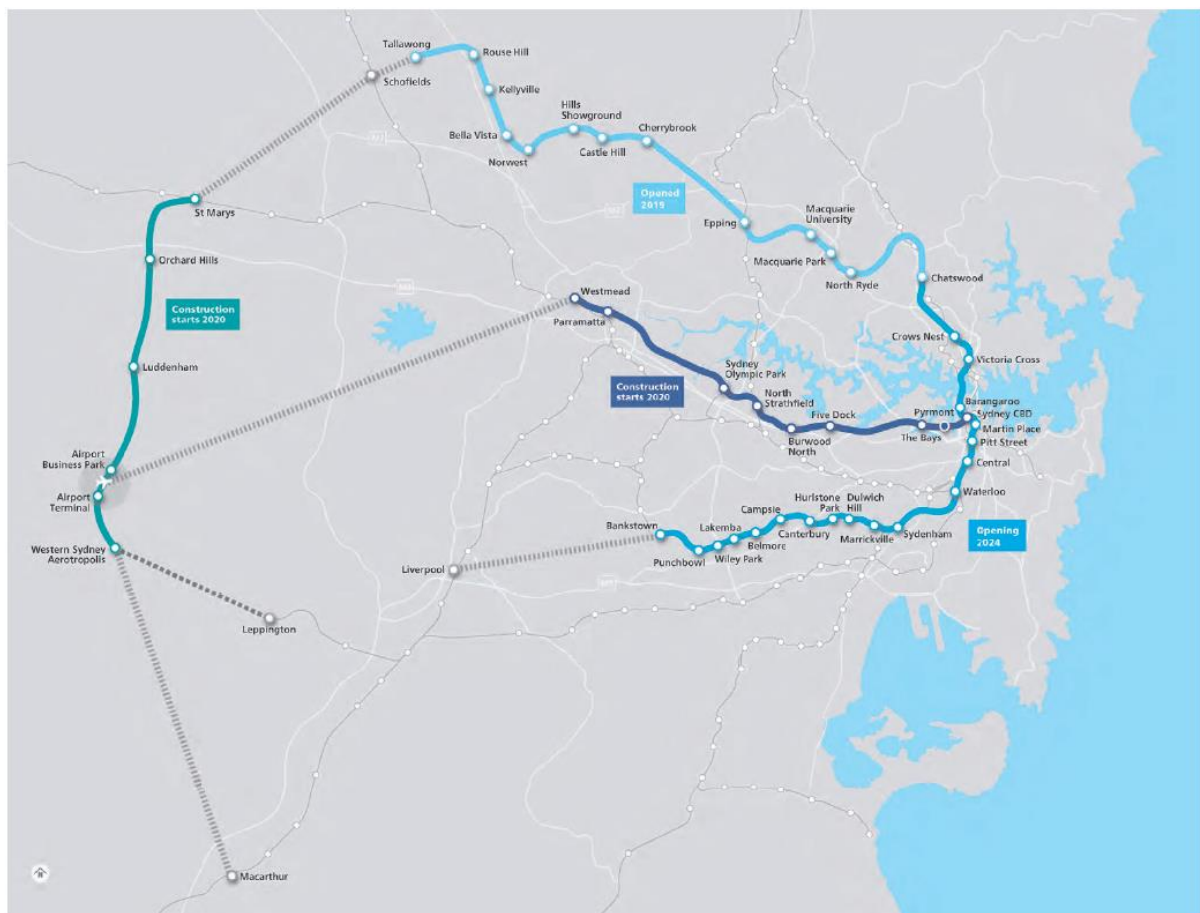 Tallawong
Rouse Hill
Schofields
Kellyville
Hills
Showground
Cherrybrook
Bella Vista
Castle Hill
Norwest
St Marys
Opened
2019
Macquarie
University
Epping
Orchard Hills
Macquarie Park
North Ryde
Chatswood
Westmead
Construction
starts 2020
Parramatta
Crows Nest
Victoria Cross
Luddenham
Sydney
Olympic Park
Construction
starts 2020
North
Strathfield
Five Dock
Pyrmont
Barangaroo
Sydney CBD
Martin Place
The Bays
Pitt Street
Burwood
North
Central
Airport
Business Park
Airport
Terminal
Waterloo
Bankstown
Lakemba
Campsie
Hurlstone
Park
Dulwich
Hill
Canterbury
Belmore
Marrickville
Sydenham
Opening
2024
Punchbowl
Wiley Park
Western Sydney
Aerotropolis
Liverpool
Leppington
Macarthur